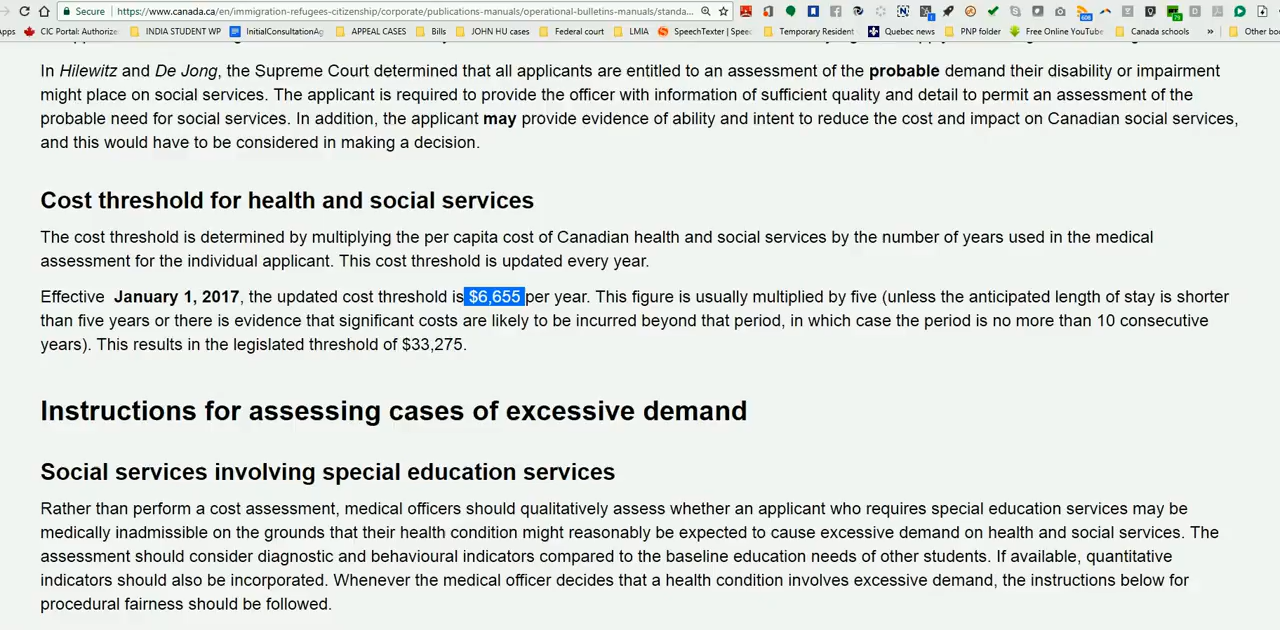 Secure | https://www.canada.ca/en/immigration-refugees-citizenship/corporate/publications-manuals/operational-bulletins-manuals/standa...
Apps CIC Portal: Authorize INDIA STUDENT WP InitialConsultationAg APPEAL CASES Bills JOHN HU cases Federal court LMIA SpeechTexter | Speec Temporary Resident Quebec news PNP folder Free Online YouTube Canada schools » Other boo
In Hilewitz and De Jong, the Supreme Court determined that all applicants are entitled to an assessment of the probable demand their disability or impairment
might place on social services. The applicant is required to provide the officer with information of sufficient quality and detail to permit an assessment of the
probable need for social services. In addition, the applicant may provide evidence of ability and intent to reduce the cost and impact on Canadian social services,
and this would have to be considered in making a decision.
Cost threshold for health and social services
The cost threshold is determined by multiplying the per capita cost of Canadian health and social services by the number of years used in the medical
assessment for the individual applicant. This cost threshold is updated every year.
Effective January 1, 2017, the updated cost threshold is $6,655 per year. This figure is usually multiplied by five (unless the anticipated length of stay is shorter
than five years or there is evidence that significant costs are likely to be incurred beyond that period, in which case the period is no more than 10 consecutive
years). This results in the legislated threshold of $33,275.
Instructions for assessing cases of excessive demand
Social services involving special education services
Rather than perform a cost assessment, medical officers should qualitatively assess whether an applicant who requires special education services may be
medically inadmissible on the grounds that their health condition might reasonably be expected to cause excessive demand on health and social services. The
assessment should consider diagnostic and behavioural indicators compared to the baseline education needs of other students. If available, quantitative
indicators should also be incorporated. Whenever the medical officer decides that a health condition involves excessive demand, the instructions below for
procedural fairness should be followed.